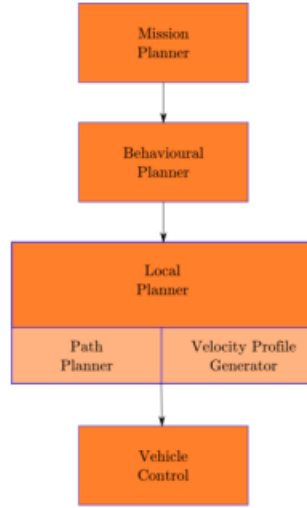 Mission
Planner
Behavioural
Planner
Local
Planner
Path
Planner
Velocity Profile
Generator
Vehicle
Control